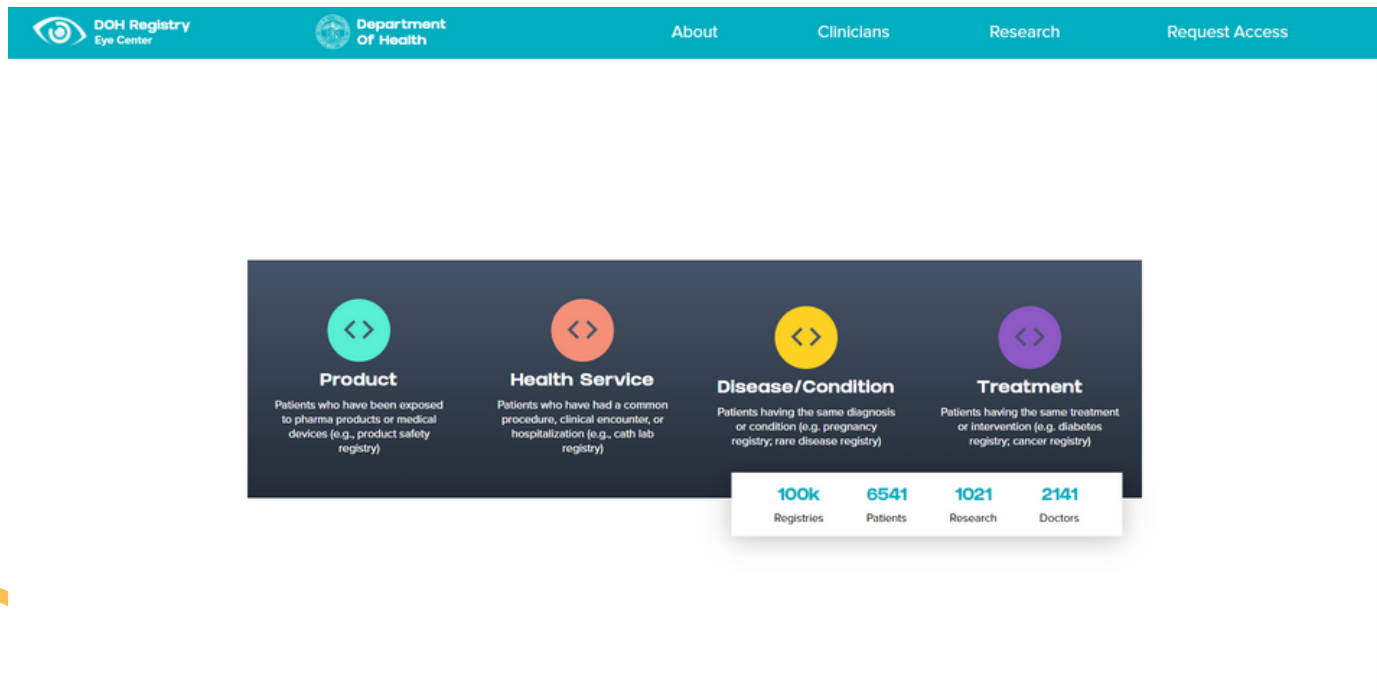 DOH Registry
Eye Center
Department
Of Health
About
Clinicians
Research
Request Access
Product
Patients who have been exposed
to pharma products or medical
devices (e.g., product safety
registry)
Health Service
Patients who have had a common
procedure, clinical encounter, or
hospitalization (e.g., cath lab
registry)
Disease/Condition
Patients having the same diagnosis
or condition (e.g. pregnancy
registry; rare disease registry)
Treatment
Patients having the same treatment
or intervention (e.g. diabetes
registry; cancer registry)
100k
Registries
6541
Patients
1021
Research
2141
Doctors